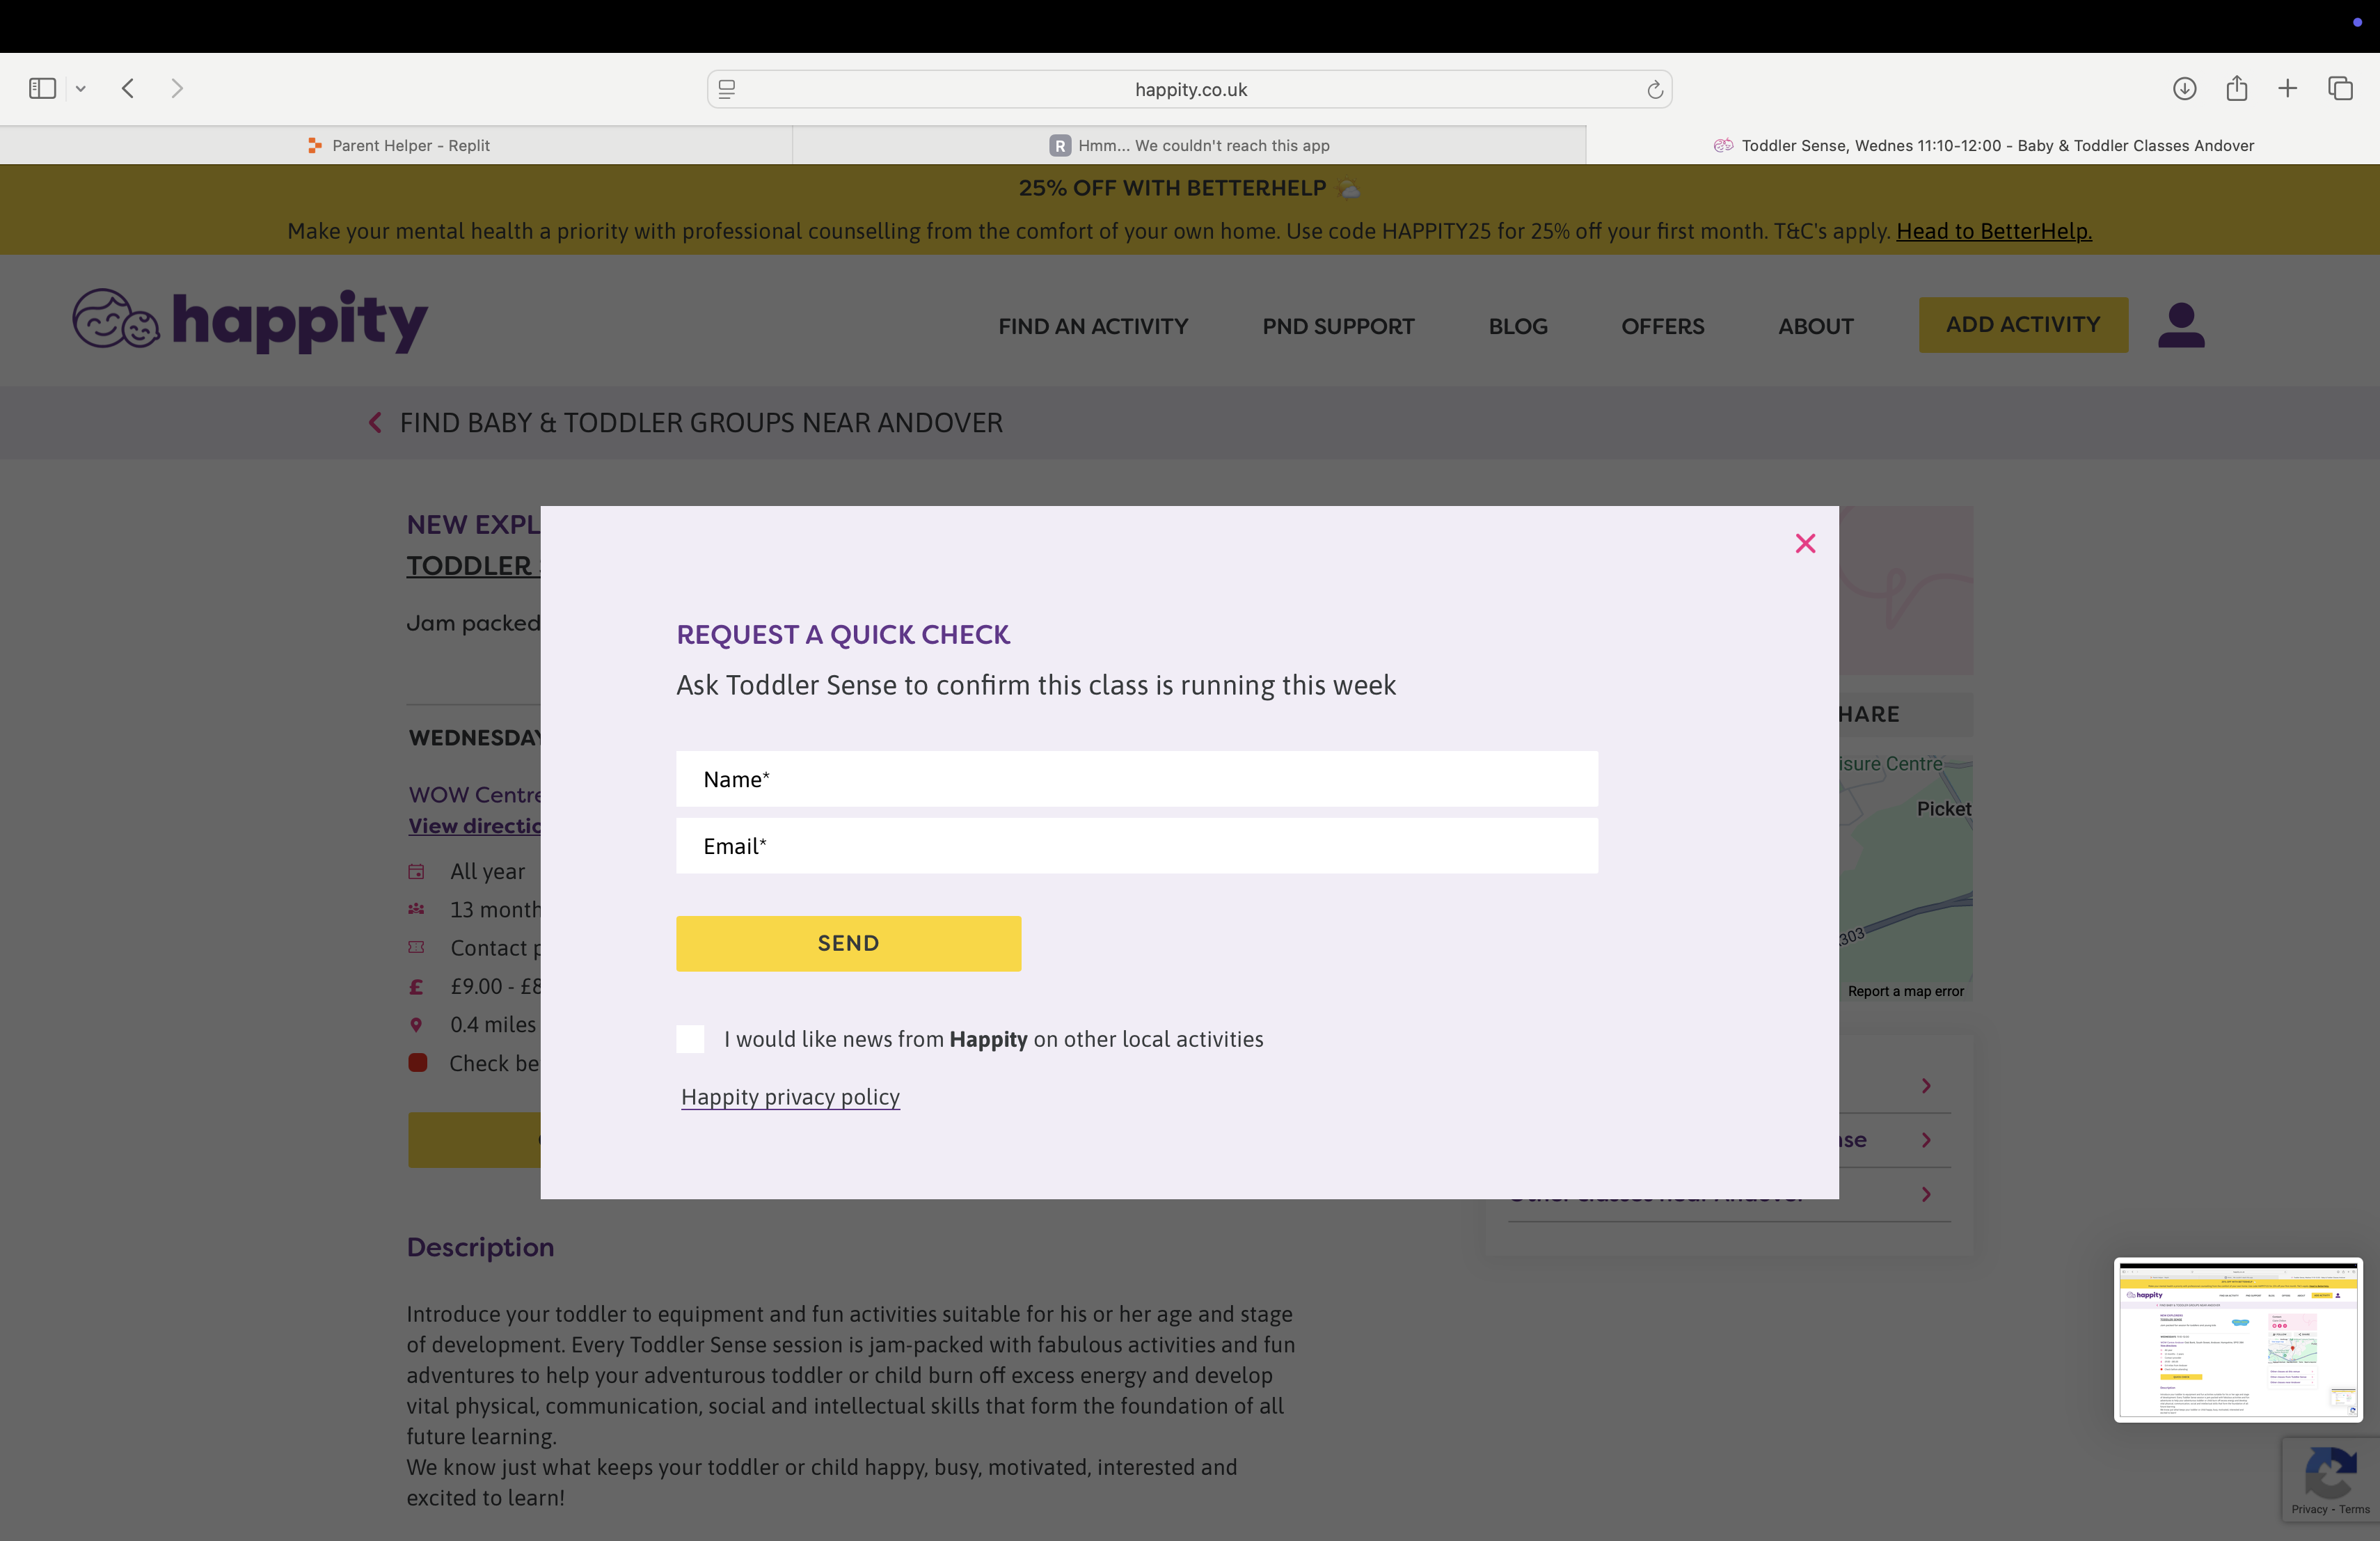 happity.co.uk
Parent Helper - Replit
R Hmm... We couldn't reach this app
Toddler Sense, Wednes 11:10-12:00 - Baby & Toddler Classes Andover
25% OFF WITH BETTERHELP
Make your mental health a priority with professional counselling from the comfort of your own home. Use code HAPPITY25 for 25% off your first month. T&C's apply. Head to BetterHelp.
happity
FIND AN ACTIVITY
PND SUPPORT
BLOG
OFFERS
ABOUT
ADD ACTIVITY
FIND BABY & TODDLER GROUPS NEAR ANDOVER
NEW EXPL
TODDLER
Jam packed
WEDNESDAY
WOW Centre
View directio
All year
13 month
Contact p
£ £9.00 - £8
0.4 miles
Check be
REQUEST A QUICK CHECK
Ask Toddler Sense to confirm this class is running this week
Name*
Email*
SEND
I would like news from Happity on other local activities
Happity privacy policy
HARE
isure Centre
Picket
303
Report a map error
se
Other classes near Andover
Description
Introduce your toddler to equipment and fun activities suitable for his or her age and stage
of development. Every Toddler Sense session is jam-packed with fabulous activities and fun
adventures to help your adventurous toddler or child burn off excess energy and develop
vital physical, communication, social and intellectual skills that form the foundation of all
future learning.
We know just what keeps your toddler or child happy, busy, motivated, interested and
excited to learn!
happity
Privacy - Terms